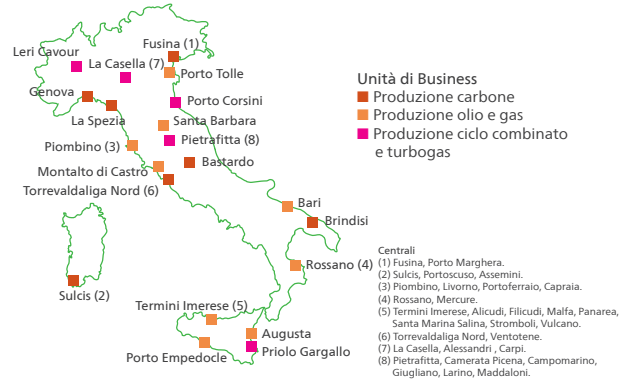 Fusina (1)
Leri Cavour
La Casella (7)
Porto Tolle
Genova
Porto Corsini
La Spezia
Santa Barbara
Piombino (3)
Pietrafitta (8)
Bastardo
Montalto di Castro
Torrevaldaliga Nord (6)
Bari
Brindisi
Rossano (4)
Sulcis (2)
Termini Imerese (5)
Augusta
Porto Empedocle
Priolo Gargallo
Unità di Business
Produzione carbone
Produzione olio e gas
Produzione ciclo combinato
e turbogas
Centrali
(1) Fusina, Porto Marghera.
(2) Sulcis, Portoscuso, Assemini.
(3) Piombino, Livorno, Portoferraio, Capraia.
(4) Rossano, Mercure.
(5) Termini Imerese, Alicudi, Filicudi, Malfa, Panarea,
Santa Marina Salina, Stromboli, Vulcano.
(6) Torrevaldaliga Nord, Ventotene.
(7) La Casella, Alessandri , Carpi.
(8) Pietrafitta, Camerata Picena, Campomarino,
Giugliano, Larino, Maddaloni.